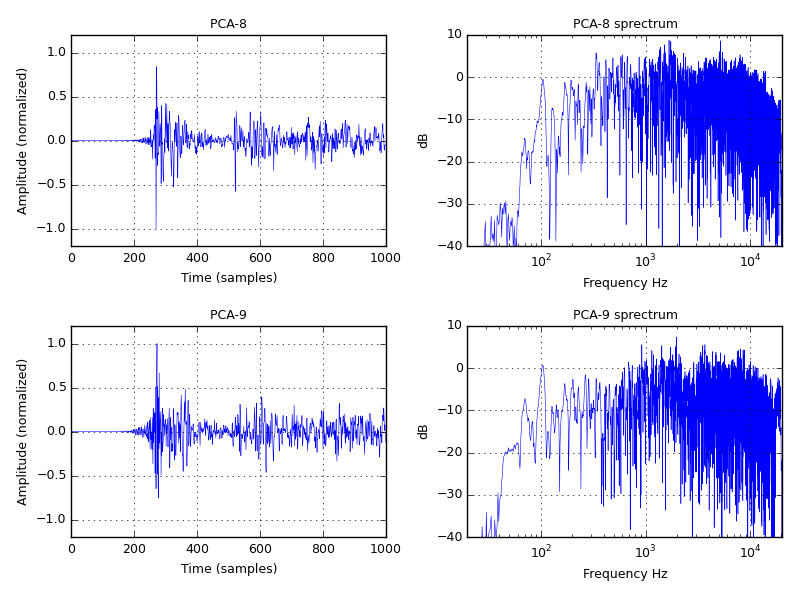 PCA-8
Amplitude (normalized)
1.0
0.5
0.0
−0.5
−1.0
0 200 400 600 800 1000
Time (samples)
PCA-8 sprectrum
dB
10
0
−10
−20
−30
−40
10² 10³ 10⁴
Frequency Hz
PCA-9
Amplitude (normalized)
1.0
0.5
0.0
−0.5
−1.0
0 200 400 600 800 1000
Time (samples)
PCA-9 sprectrum
dB
10
0
−10
−20
−30
−40
10² 10³ 10⁴
Frequency Hz